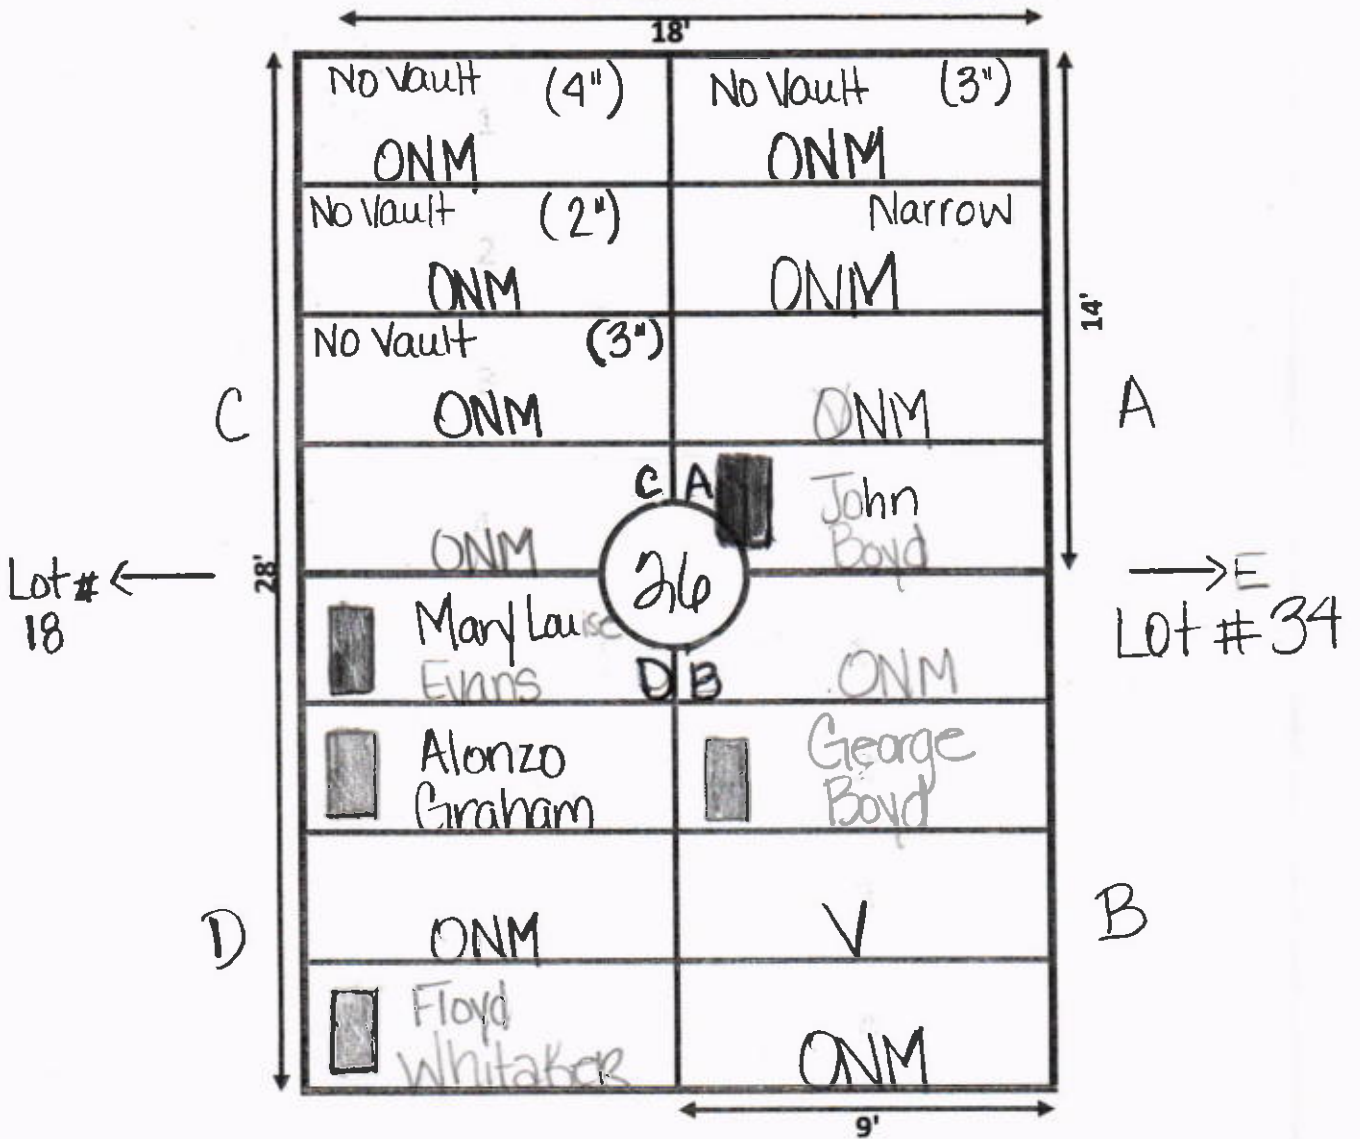 18'
No Vault (4")
ONM
No Vault (3")
ONM
No Vault (2")
ONM
Narrow
ONM
No Vault (3")
ONM
ONM
C
A
14'
ONM
C A
John
Boyd
26
28'
Lot #
18
E
Lot # 34
Mary Louise
Evans
D B
ONM
Alonzo
Graham
George
Boyd
D
ONM
V
B
Floyd
Whitaker
ONM
9'